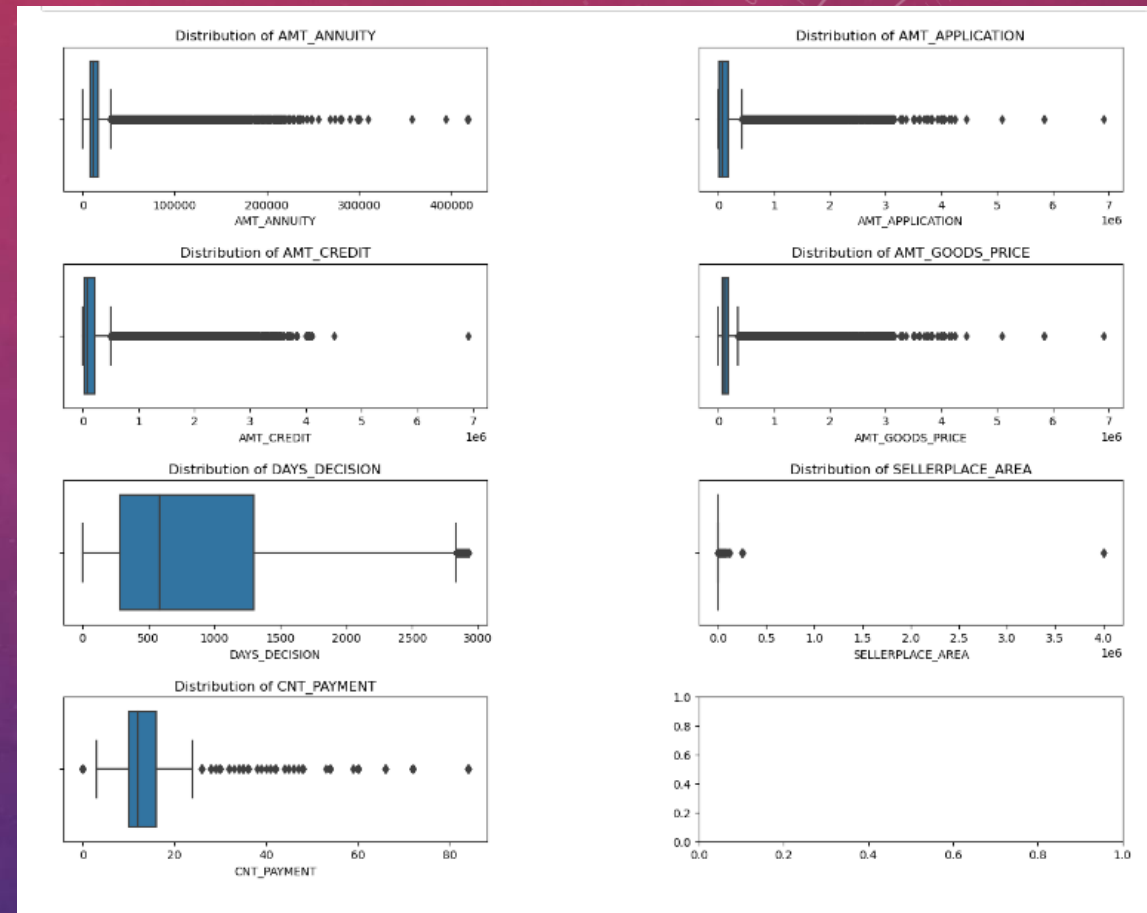 Distribution of AMT_ANNUITY
0 100000 200000 300000 400000
AMT_ANNUITY
Distribution of AMT_APPLICATION
0 1 2 3 4 5 6 7
1e6
AMT_APPLICATION
Distribution of AMT_CREDIT
0 1 2 3 4 5 6 7
1e6
AMT_CREDIT
Distribution of AMT_GOODS_PRICE
0 1 2 3 4 5 6 7
1e6
AMT_GOODS_PRICE
Distribution of DAYS_DECISION
0 500 1000 1500 2000 2500 3000
DAYS_DECISION
Distribution of SELLERPLACE_AREA
0.0 0.5 1.0 1.5 2.0 2.5 3.0 3.5 4.0
1e6
SELLERPLACE_AREA
Distribution of CNT_PAYMENT
0 20 40 60 80
CNT_PAYMENT
1.0
0.8
0.6
0.4
0.2
0.0
0.0 0.2 0.4 0.6 0.8 1.0